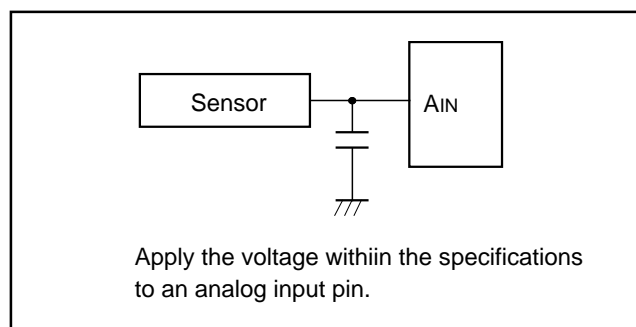 Sensor
AIN
Apply the voltage withiin the specifications
to an analog input pin.